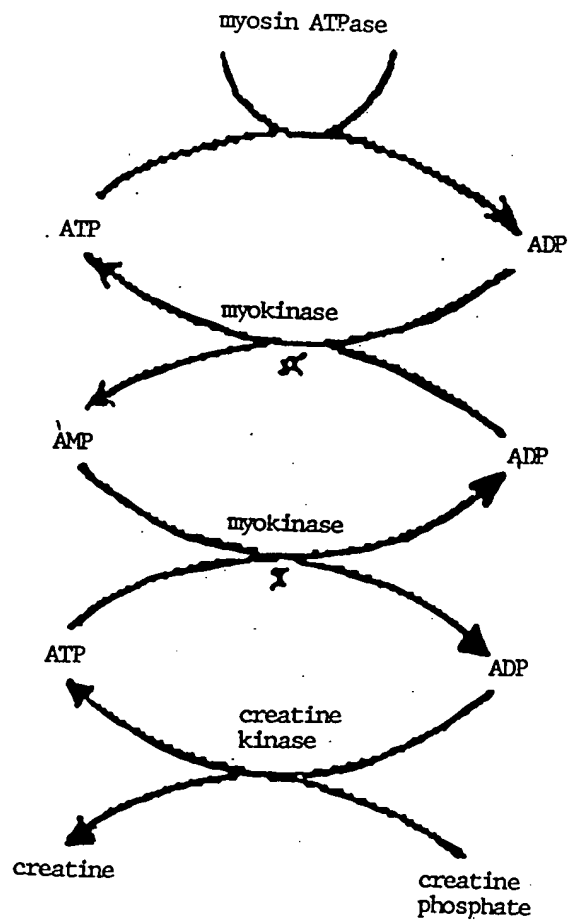 myosin ATPase
ATP
ADP
myokinase
AMP
ADP
myokinase
ATP
ADP
creatine
kinase
creatine
creatine
phosphate